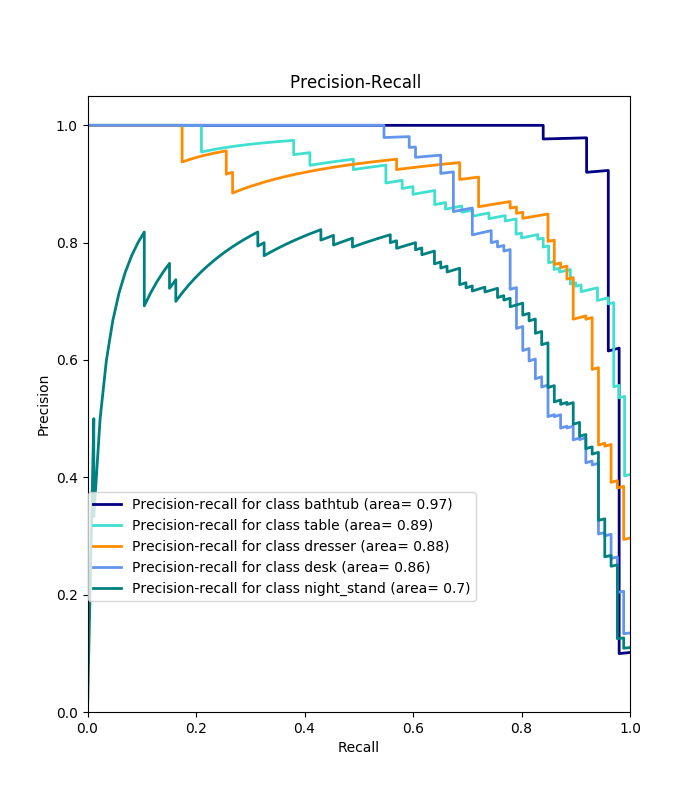 Precision-Recall
1.0
0.8
0.6
0.4
0.2
0.0
Precision
Precision-recall for class bathtub (area= 0.97)
Precision-recall for class table (area= 0.89)
Precision-recall for class dresser (area= 0.88)
Precision-recall for class desk (area= 0.86)
Precision-recall for class night_stand (area= 0.7)
0.0 0.2 0.4 0.6 0.8 1.0
Recall